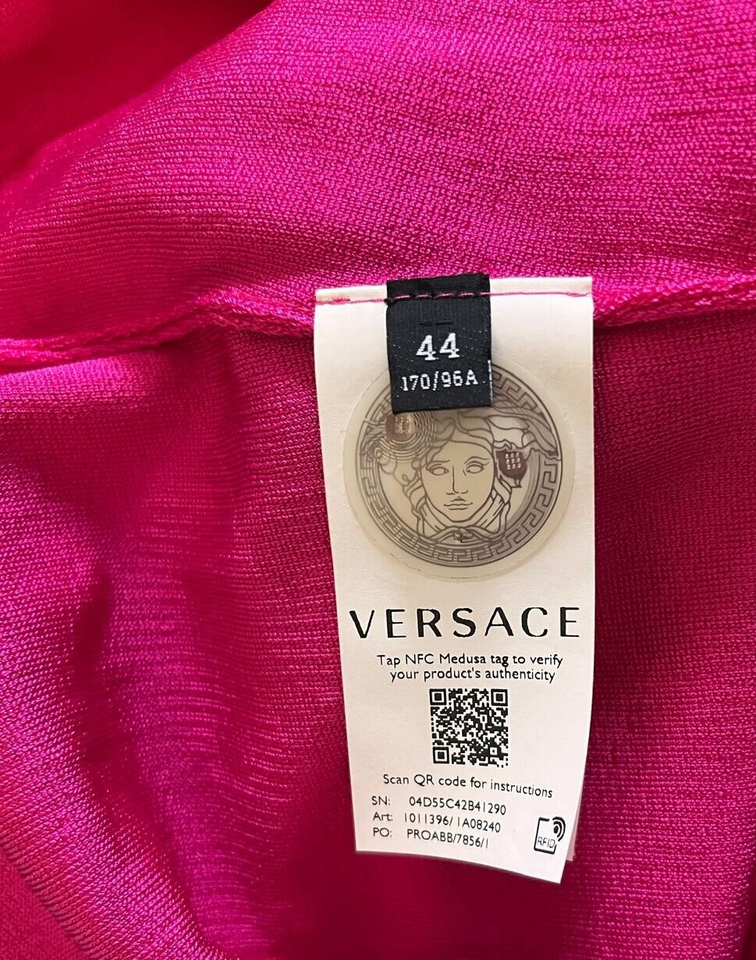 44
170/96A
VERSACE
Tap NFC Medusa tag to verify
your product's authenticity
Scan QR code for instructions
SN: 04D55C42B41290
Art: 1011396/1A08240
PO: PROABB/7856/1
RFID